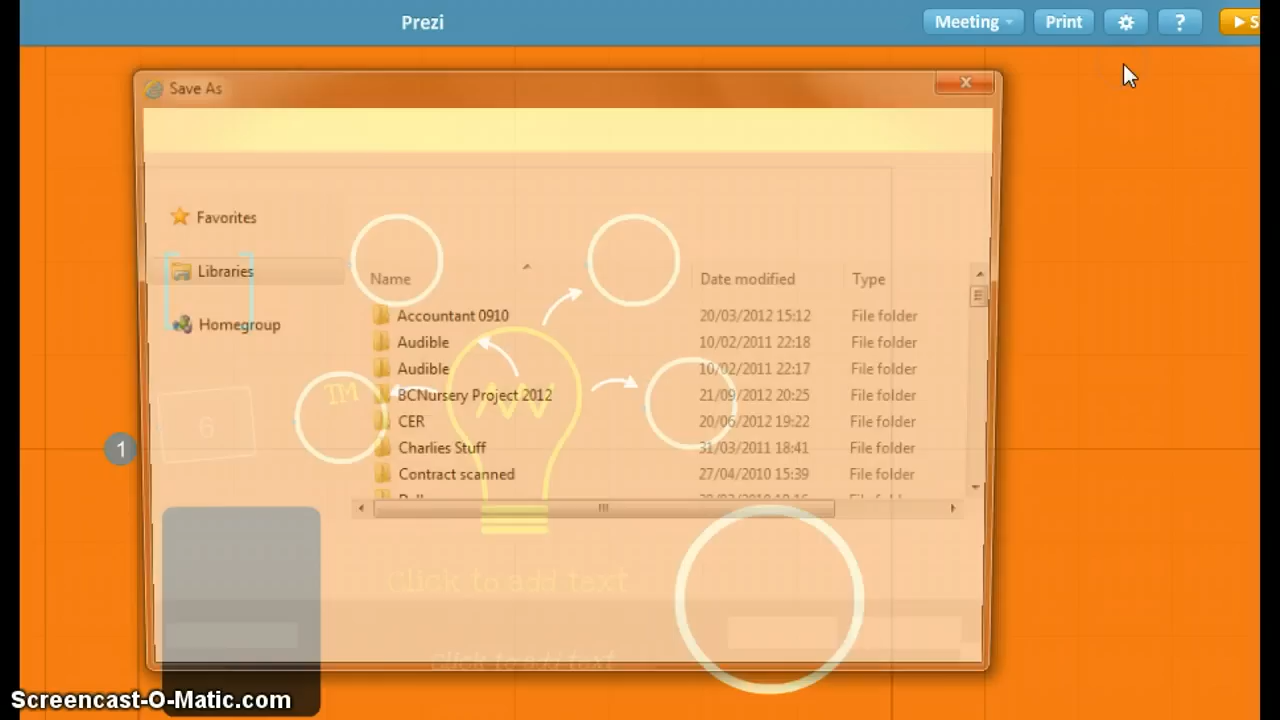 Prezi
Meeting
Print
?
Save As
Favorites
Libraries
Homegroup
Name
Date modified
Type
Accountant 0910
20/03/2012 15:12
File folder
Audible
10/02/2011 22:18
File folder
Audible
10/02/2011 22:17
File folder
BCNursery Project 2012
21/09/2012 20:25
File folder
CER
20/06/2012 19:22
File folder
Charlies Stuff
31/03/2011 18:41
File folder
Contract scanned
27/04/2010 15:39
File folder
TM
6
1
Click to add text
Click to add text
Screencast-O-Matic.com